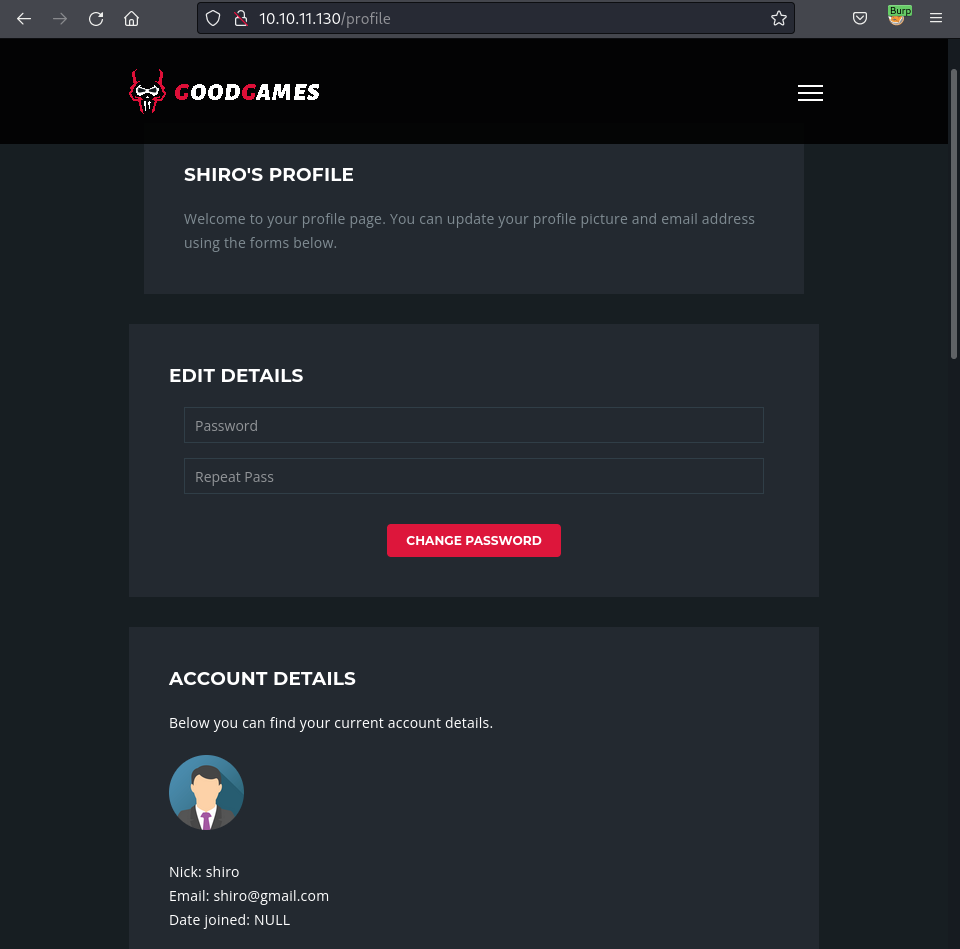 10.10.11.130/profile
Burp
GOODGAMES
SHIRO'S PROFILE
Welcome to your profile page. You can update your profile picture and email address
using the forms below.
EDIT DETAILS
Password
Repeat Pass
CHANGE PASSWORD
ACCOUNT DETAILS
Below you can find your current account details.
Nick: shiro
Email: shiro@gmail.com
Date joined: NULL